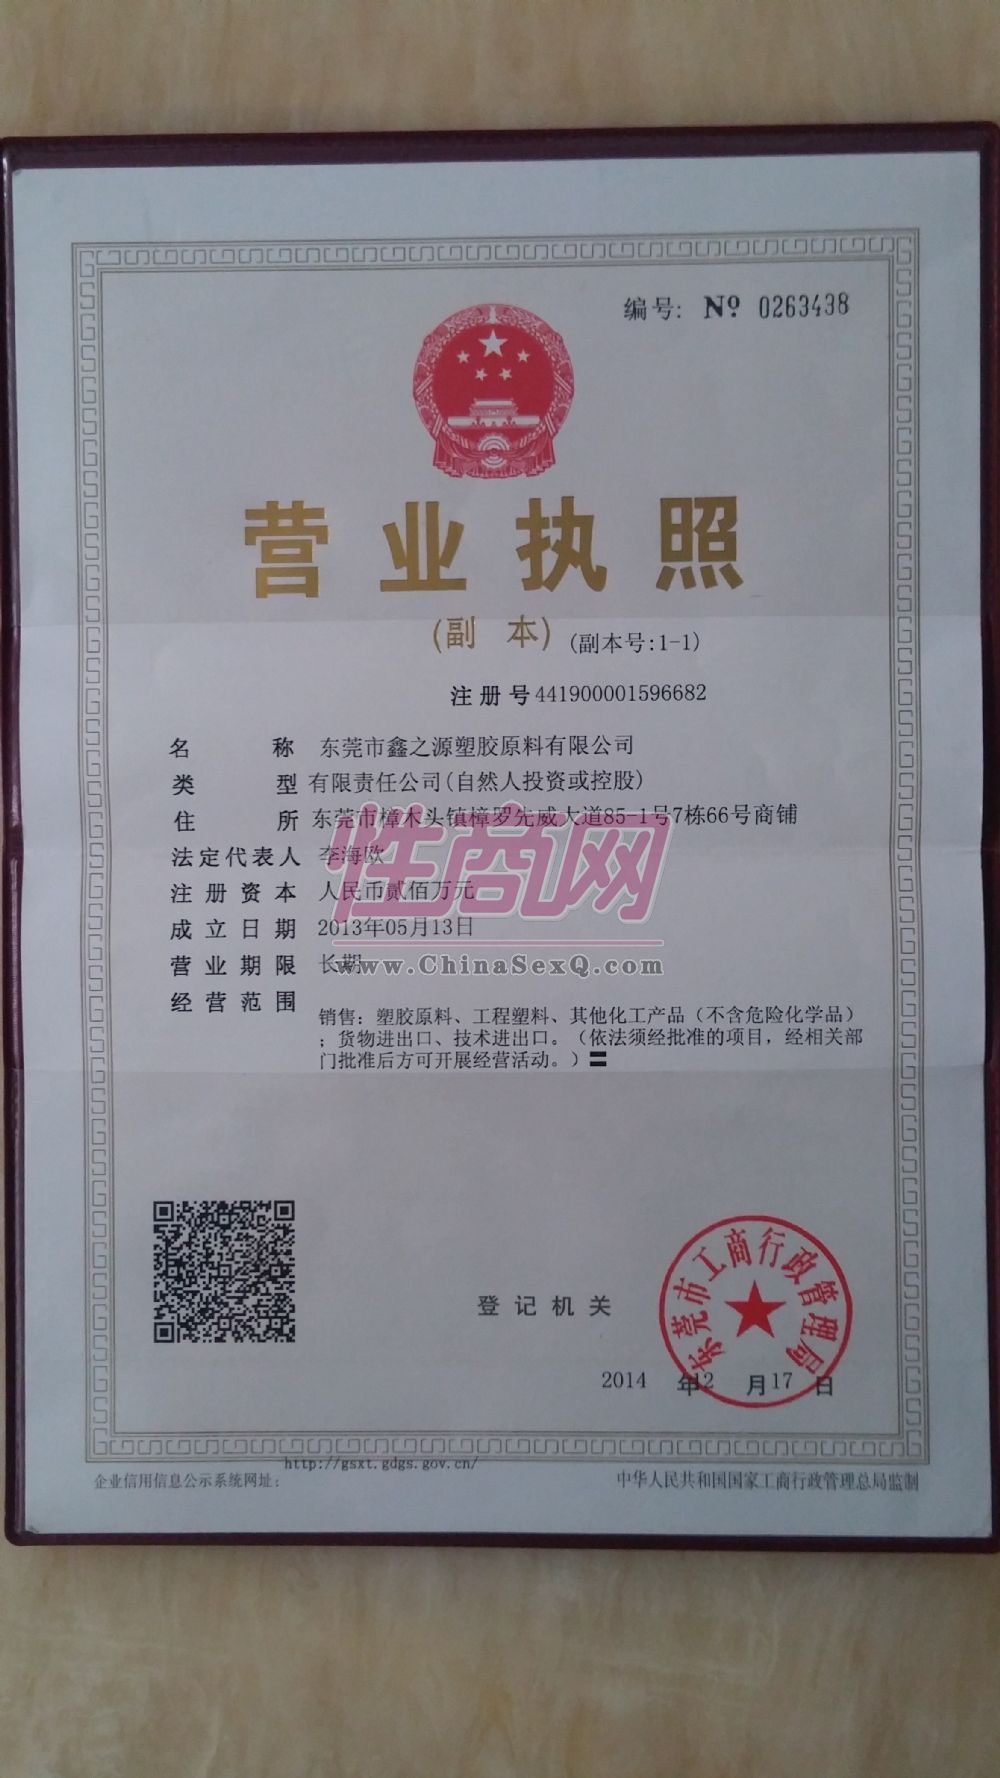 编号: № 0263438
营业执照
(副 本) (副本号:1-1)
注册号441900001596682
名 称 东莞市鑫之源塑胶原料有限公司
类 型 有限责任公司(自然人投资或控股)
住 所 东莞市樟木头镇樟罗先威大道85-1号7栋66号商铺
法定代表人 李海欧
注册资本 人民币贰佰万元
成立日期 2013年05月13日
营业期限 长期
经营范围
销售：塑胶原料、工程塑料、其他化工产品（不含危险化学品）
；货物进出口、技术进出口。（依法须经批准的项目，经相关部
门批准后方可开展经营活动。）〓
性商网
www.ChinaSexQ.com
登记机关
东莞市工商行政管理局
2014 年12 月17 日
http://gsxt.gdgs.gov.cn/
企业信用信息公示系统网址：
中华人民共和国国家工商行政管理总局监制